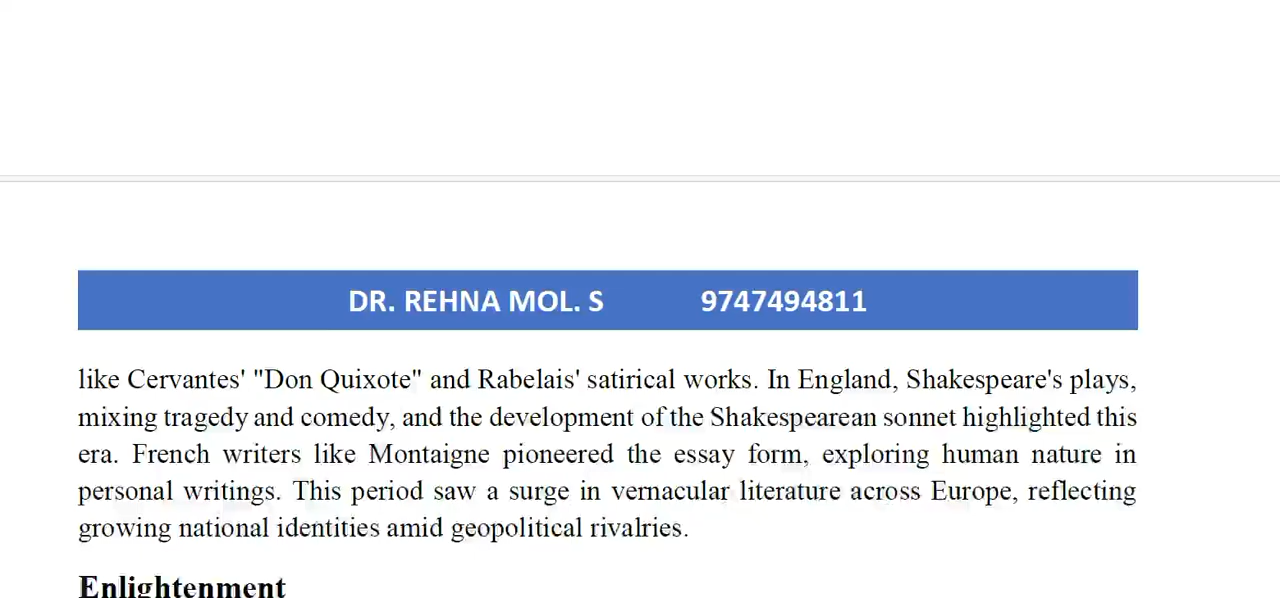 DR. REHNA MOL. S 9747494811
like Cervantes' "Don Quixote" and Rabelais' satirical works. In England, Shakespeare's plays,
mixing tragedy and comedy, and the development of the Shakespearean sonnet highlighted this
era. French writers like Montaigne pioneered the essay form, exploring human nature in
personal writings. This period saw a surge in vernacular literature across Europe, reflecting
growing national identities amid geopolitical rivalries.
Enlightenment